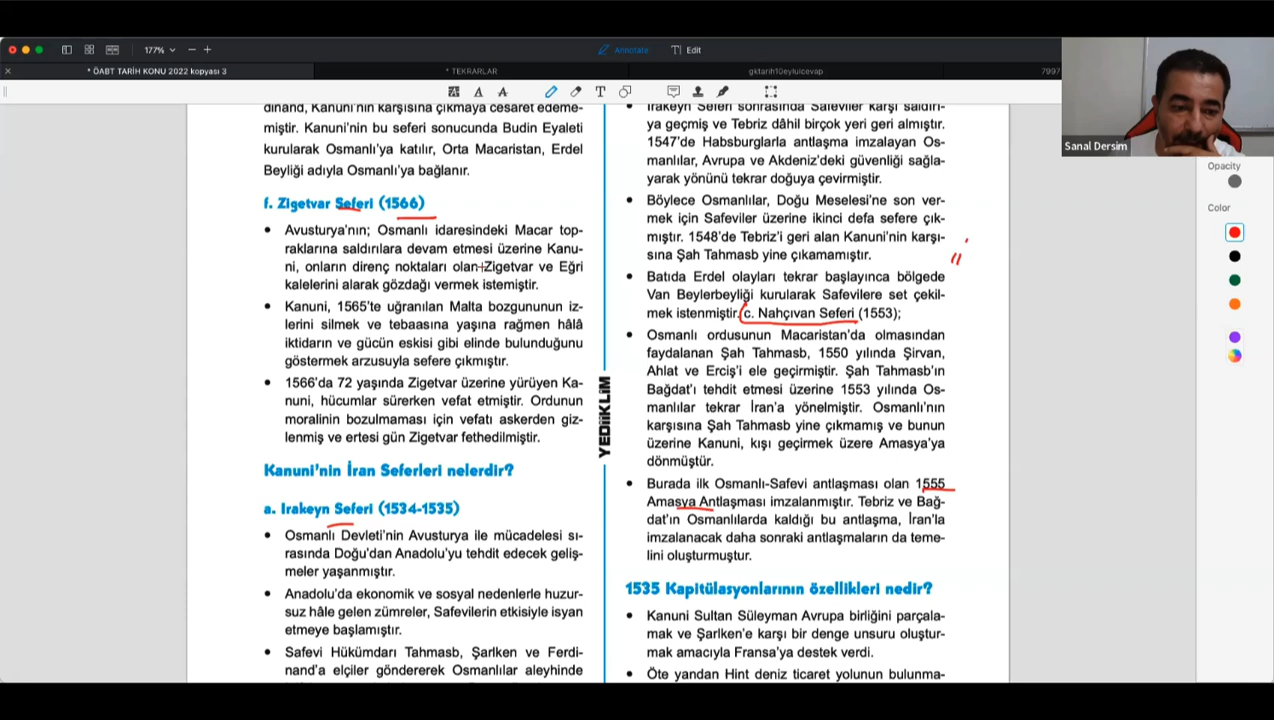 177%
Annotate
Edit
* ÖABT TARİH KONU 2022 kopyası 3
* TEKRARLAR
gktarih10eylulcevap
7997
Sanal Dersim
Opacity
Color
dinand, Kanuni'nin karşısına çıkmaya cesaret edeme-
miştir. Kanuni'nin bu seferi sonucunda Budin Eyaleti
kurularak Osmanlı'ya katılır, Orta Macaristan, Erdel
Beyliği adıyla Osmanlı'ya bağlanır.
f. Zigetvar Seferi (1566)
• Avusturya'nın; Osmanlı idaresindeki Macar top-
raklarına saldırılara devam etmesi üzerine Kanu-
ni, onların direnç noktaları olan Zigetvar ve Eğri
kalelerini alarak gözdağı vermek istemiştir.
• Kanuni, 1565'te uğranılan Malta bozgununun iz-
lerini silmek ve tebaasına yaşına rağmen hâlâ
iktidarın ve gücün eskisi gibi elinde bulunduğunu
göstermek arzusuyla sefere çıkmıştır.
• 1566'da 72 yaşında Zigetvar üzerine yürüyen Ka-
nuni, hücumlar sürerken vefat etmiştir. Ordunun
moralinin bozulmaması için vefatı askerden giz-
lenmiş ve ertesi gün Zigetvar fethedilmiştir.
Kanuni'nin İran Seferleri nelerdir?
a. Irakeyn Seferi (1534-1535)
• Osmanlı Devleti'nin Avusturya ile mücadelesi sı-
rasında Doğu'dan Anadolu'yu tehdit edecek geliş-
meler yaşanmıştır.
• Anadolu'da ekonomik ve sosyal nedenlerle huzur-
suz hâle gelen zümreler, Safevilerin etkisiyle isyan
etmeye başlamıştır.
• Safevi Hükümdarı Tahmasb, Şarlken ve Ferdi-
nand'a elçiler göndererek Osmanlılar aleyhinde
YEDİİKLİM
• Irakeyn Seferi sonrasında Safeviler karşı saldırı-
ya geçmiş ve Tebriz dâhil birçok yeri geri almıştır.
1547'de Habsburglarla antlaşma imzalayan Os-
manlılar, Avrupa ve Akdeniz'deki güvenliği sağla-
yarak yönünü tekrar doğuya çevirmiştir.
• Böylece Osmanlılar, Doğu Meselesi'ne son ver-
mek için Safeviler üzerine ikinci defa sefere çık-
mıştır. 1548'de Tebriz'i geri alan Kanuni'nin karşı-
sına Şah Tahmasb yine çıkamamıştır.
• Batıda Erdel olayları tekrar başlayınca bölgede
Van Beylerbeyliği kurularak Safevilere set çekil-
mek istenmiştir. c. Nahçıvan Seferi (1553);
• Osmanlı ordusunun Macaristan'da olmasından
faydalanan Şah Tahmasb, 1550 yılında Şirvan,
Ahlat ve Erciş'i ele geçirmiştir. Şah Tahmasb'ın
Bağdat'ı tehdit etmesi üzerine 1553 yılında Os-
manlılar tekrar İran'a yönelmiştir. Osmanlı'nın
karşısına Şah Tahmasb yine çıkmamış ve bunun
üzerine Kanuni, kışı geçirmek üzere Amasya'ya
dönmüştür.
• Burada ilk Osmanlı-Safevi antlaşması olan 1555
Amasya Antlaşması imzalanmıştır. Tebriz ve Bağ-
dat'ın Osmanlılarda kaldığı bu antlaşma, İran'la
imzalanacak daha sonraki antlaşmaların da teme-
lini oluşturmuştur.
1535 Kapitülasyonlarının özellikleri nedir?
• Kanuni Sultan Süleyman Avrupa birliğini parçala-
mak ve Şarlken'e karşı bir denge unsuru oluştur-
mak amacıyla Fransa'ya destek verdi.
• Öte yandan Hint deniz ticaret yolunun bulunma-